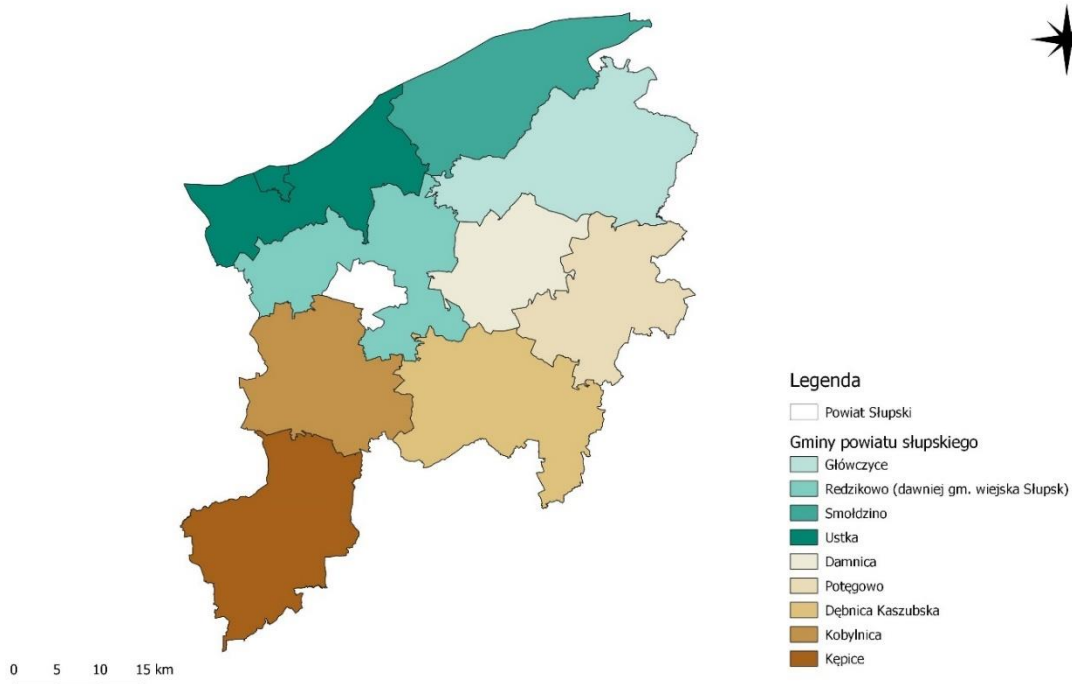 Legenda
Powiat Słupski
Gminy powiatu słupskiego
Główczyce
Redzikowo (dawniej gm. wiejska Słupsk)
Smołdzino
Ustka
Damnica
Potęgowo
Dębnica Kaszubska
Kobylnica
Kępice
0 5 10 15 km